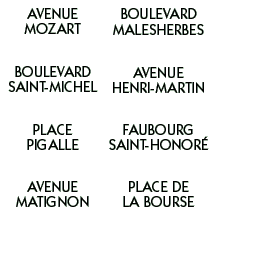 AVENUE
MOZART
BOULEVARD
MALESHERBES
BOULEVARD
SAINT-MICHEL
AVENUE
HENRI-MARTIN
PLACE
PIGALLE
FAUBOURG
SAINT-HONORÉ
AVENUE
MATIGNON
PLACE DE
LA BOURSE